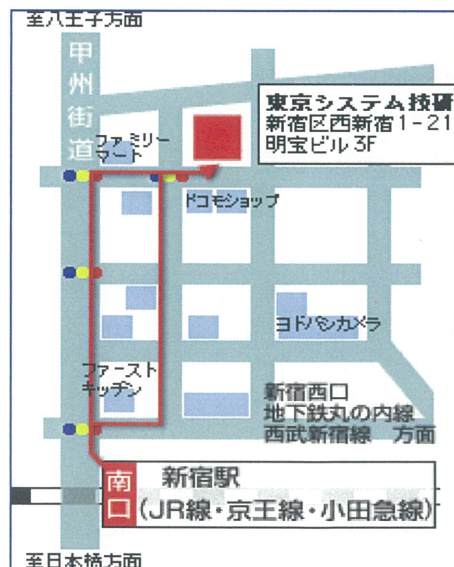 至八王子方面
甲州街道
東京システム技研
新宿区西新宿1-21
明宝ビル 3F
ファミリー
マート
ドコモショップ
ヨドバシカメラ
ファースト
キッチン
新宿西口
地下鉄丸の内線
西武新宿線 方面
南口
新宿駅
(JR線・京王線・小田急線)
至日本橋方面